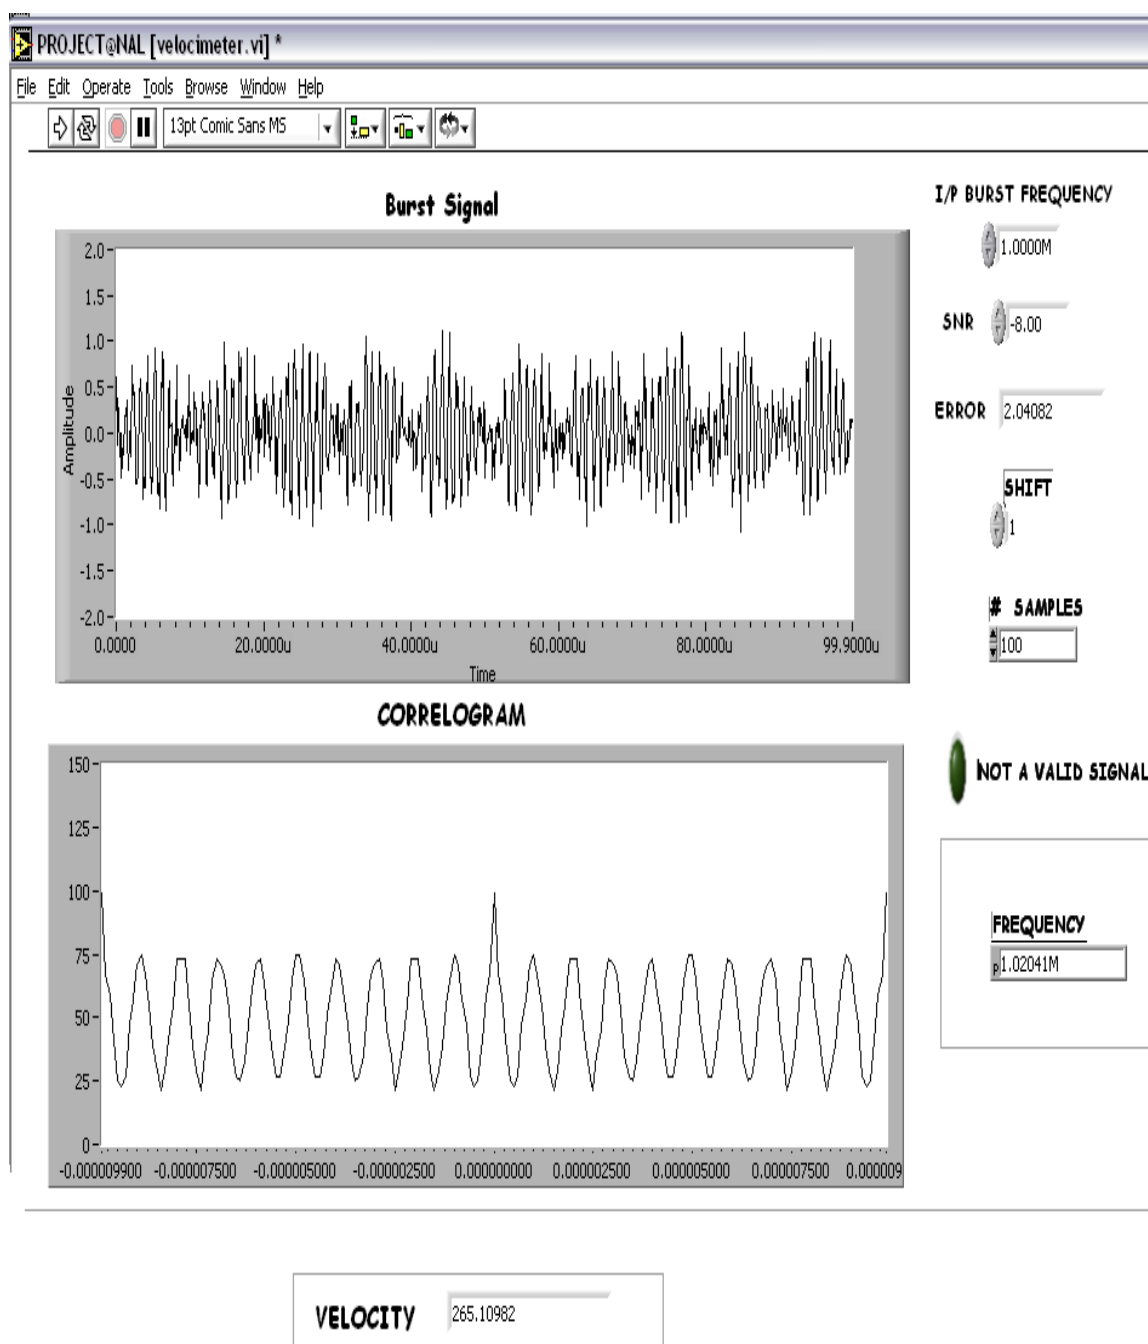 PROJECT@NAL [velocimeter.vi] *
File Edit Operate Tools Browse Window Help
13pt Comic Sans MS
Burst Signal
I/P BURST FREQUENCY
1.0000M
SNR -8.00
ERROR 2.04082
SHIFT
1
# SAMPLES
100
Amplitude
2.0
1.5
1.0
0.5
0.0
-0.5
-1.0
-1.5
-2.0
0.0000 20.0000u 40.0000u 60.0000u 80.0000u 99.9000u
Time
CORRELOGRAM
NOT A VALID SIGNAL
150
125
100
75
50
25
0
-0.000009900 -0.000007500 -0.000005000 -0.000002500 0.000000000 0.000002500 0.000005000 0.000007500 0.000009
FREQUENCY
p 1.02041M
VELOCITY 265.10982